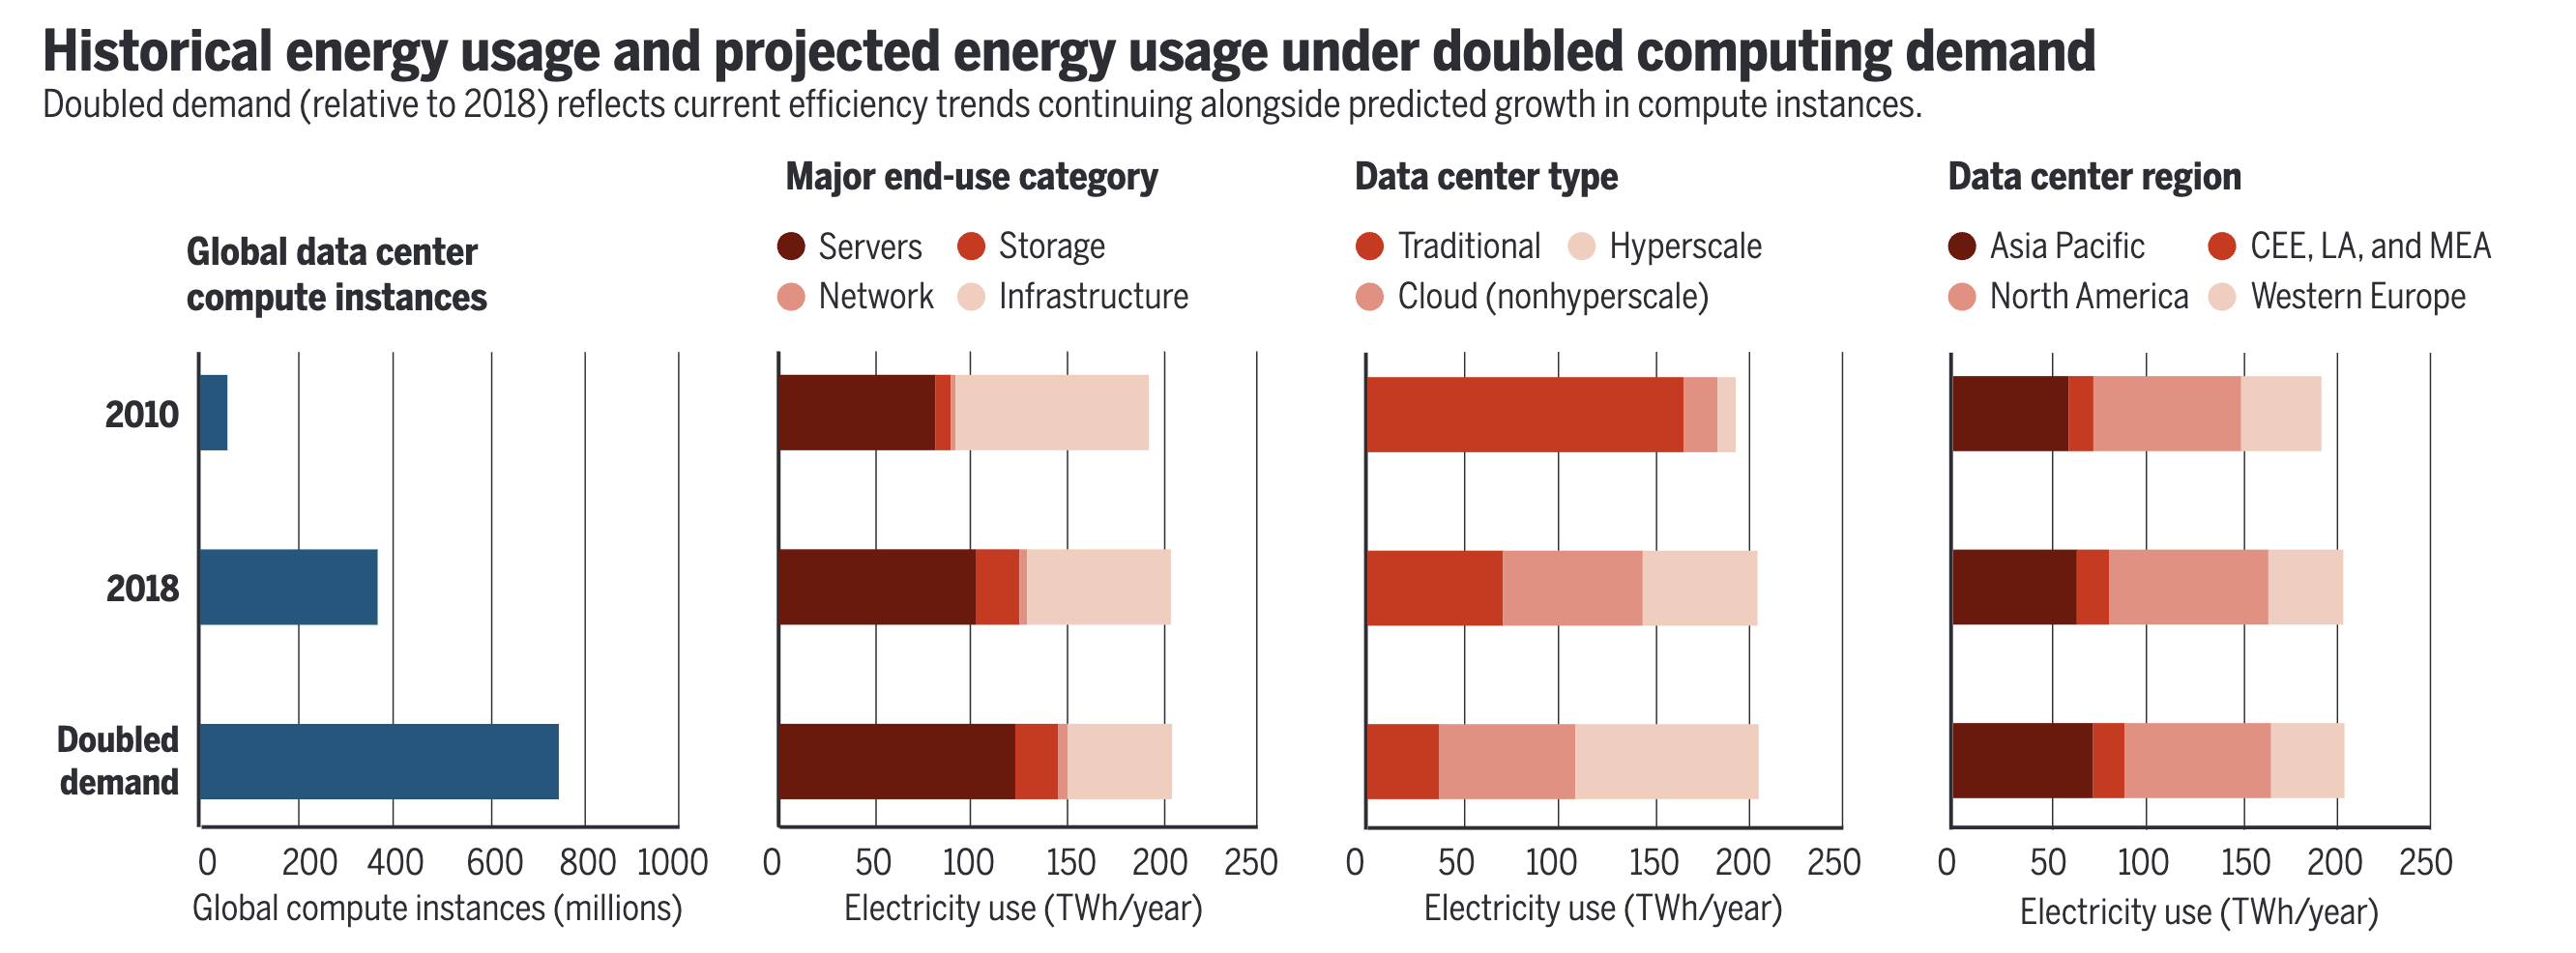 Historical energy usage and projected energy usage under doubled computing demand
Doubled demand (relative to 2018) reflects current efficiency trends continuing alongside predicted growth in compute instances.
Global data center
compute instances
2010
2018
Doubled
demand
0 200 400 600 800 1000
Global compute instances (millions)
Major end-use category
Servers Storage
Network Infrastructure
0 50 100 150 200 250
Electricity use (TWh/year)
Data center type
Traditional Hyperscale
Cloud (nonhyperscale)
0 50 100 150 200 250
Electricity use (TWh/year)
Data center region
Asia Pacific CEE, LA, and MEA
North America Western Europe
0 50 100 150 200 250
Electricity use (TWh/year)